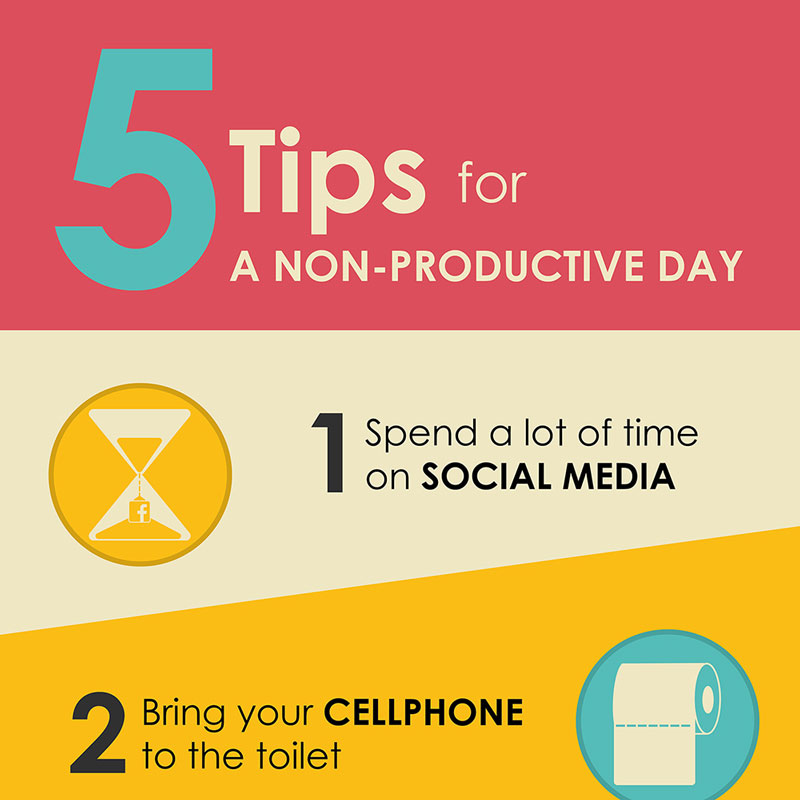 5 Tips for
A NON-PRODUCTIVE DAY
1 Spend a lot of time
on SOCIAL MEDIA
f
2 Bring your CELLPHONE
to the toilet